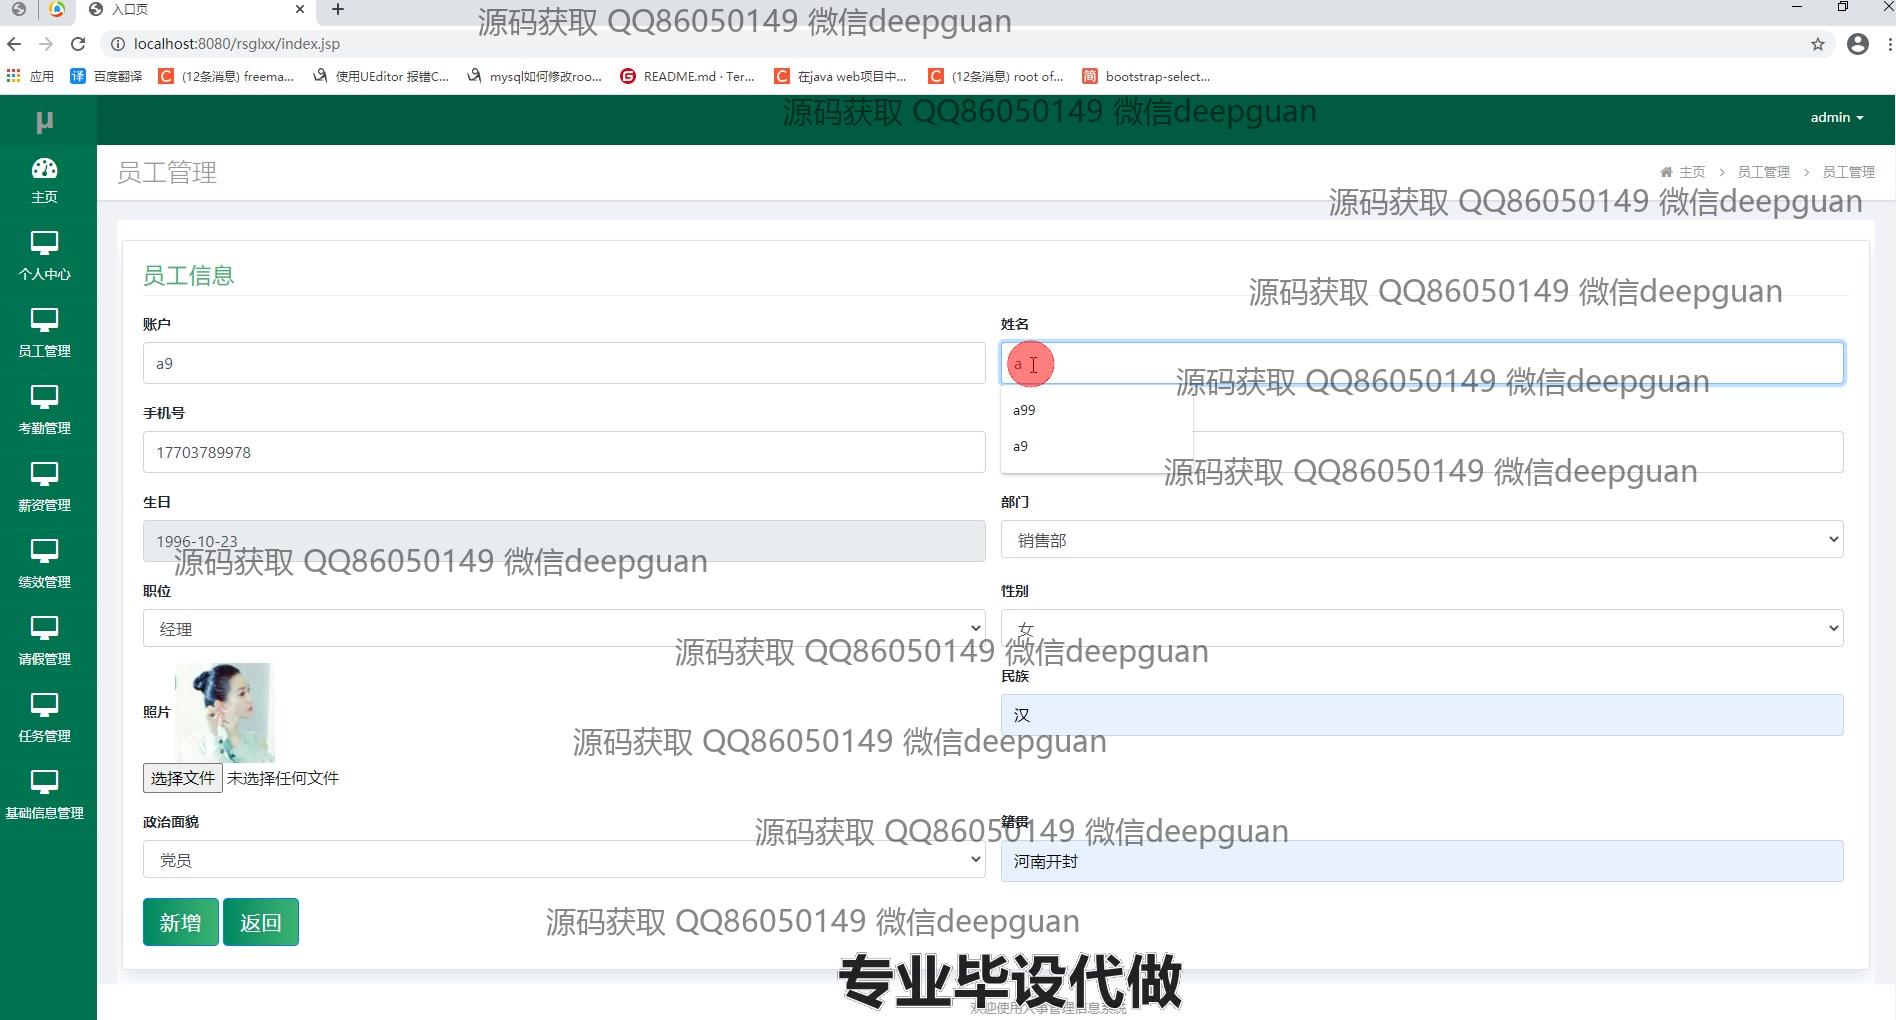 入口页
源码获取 QQ86050149 微信deepguan
localhost:8080/rsglxx/index.jsp
应用 百度翻译 (12条消息) freema... 使用UEditor 报错C... mysql如何修改roo... README.md · Ter... 在java web项目中... (12条消息) root of... bootstrap-select...
源码获取 QQ86050149 微信deepguan
μ
admin
主页
员工管理
主页 > 员工管理 > 员工管理
源码获取 QQ86050149 微信deepguan
个人中心
员工信息
源码获取 QQ86050149 微信deepguan
账户 姓名
员工管理
a9 a
源码获取 QQ86050149 微信deepguan
手机号
a99
考勤管理
17703789978
a9
源码获取 QQ86050149 微信deepguan
生日 部门
薪资管理
1996-10-23 销售部
源码获取 QQ86050149 微信deepguan
绩效管理
职位 性别
经理 女
源码获取 QQ86050149 微信deepguan
请假管理
民族
照片
汉
任务管理
源码获取 QQ86050149 微信deepguan
选择文件 未选择任何文件
基础信息管理
政治面貌 籍贯
源码获取 QQ86050149 微信deepguan
党员 河南开封
新增 返回
源码获取 QQ86050149 微信deepguan
专业毕设代做
欢迎使用人事管理信息系统